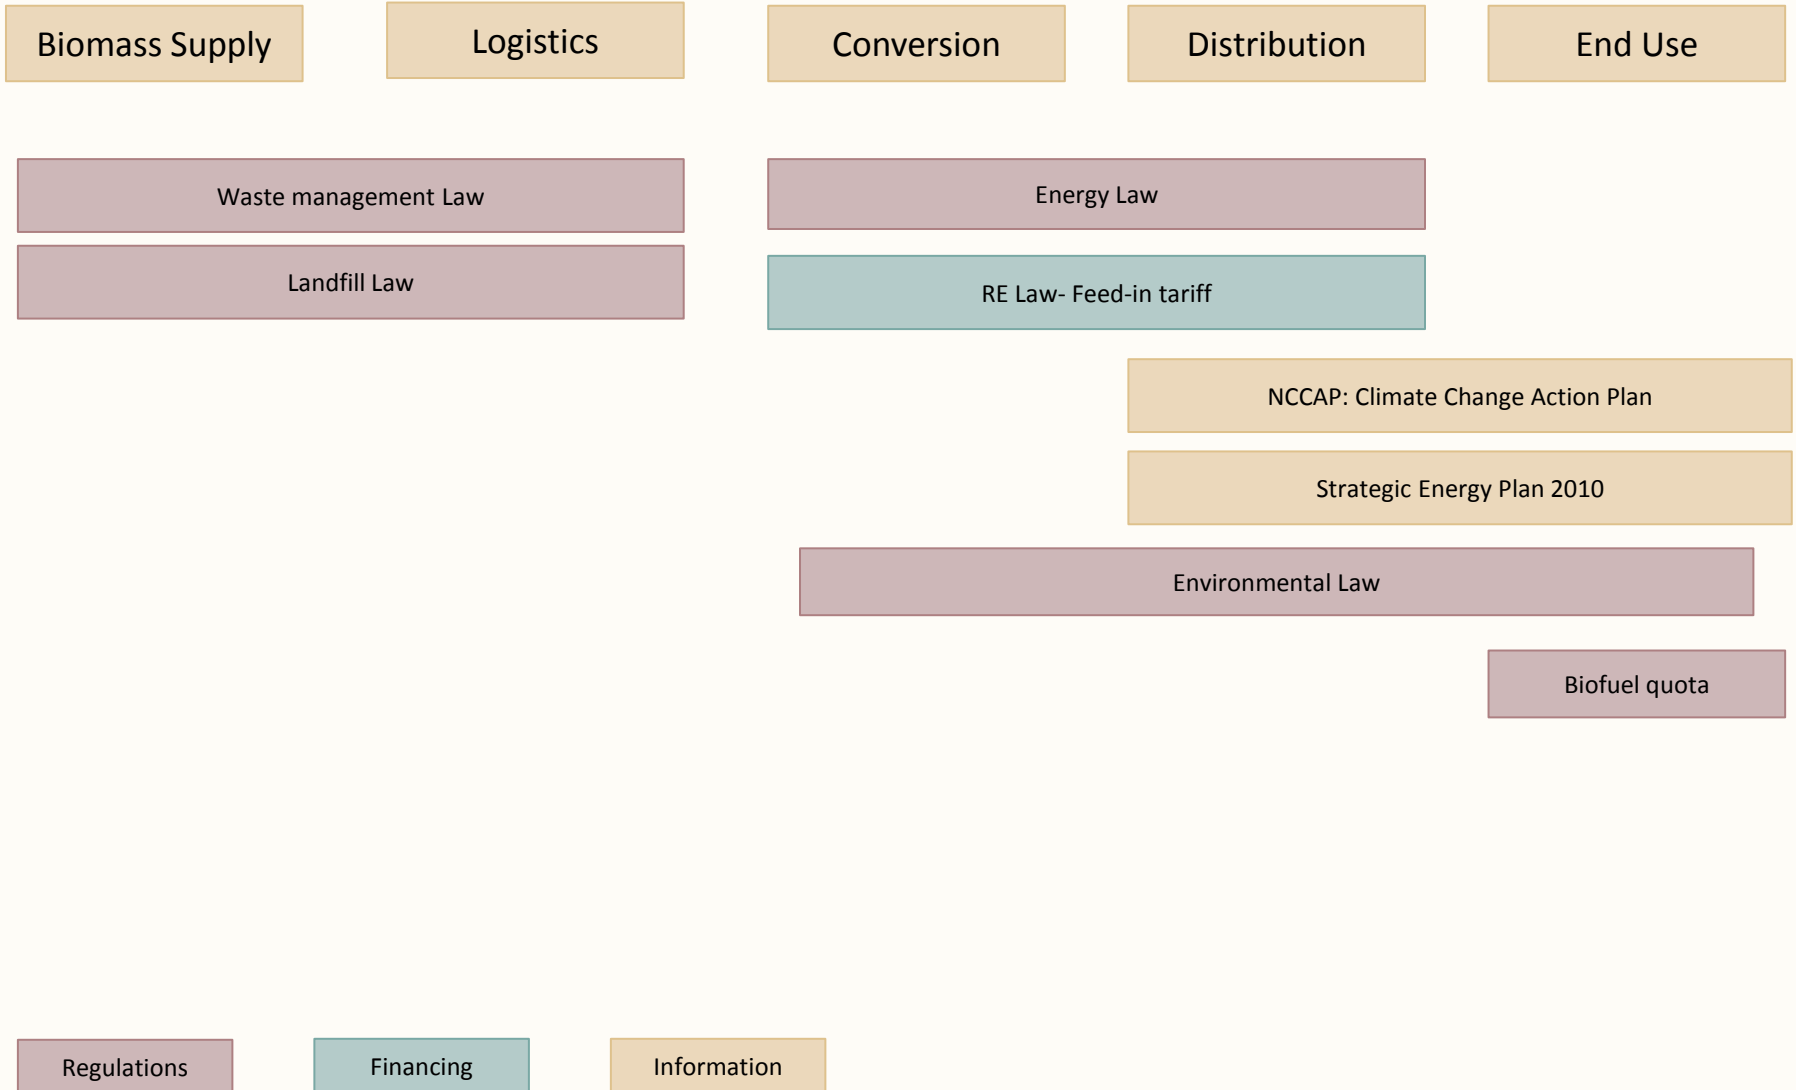 Biomass Supply
Logistics
Conversion
Distribution
End Use
Waste management Law
Energy Law
Landfill Law
RE Law- Feed-in tariff
NCCAP: Climate Change Action Plan
Strategic Energy Plan 2010
Environmental Law
Biofuel quota
Regulations
Financing
Information